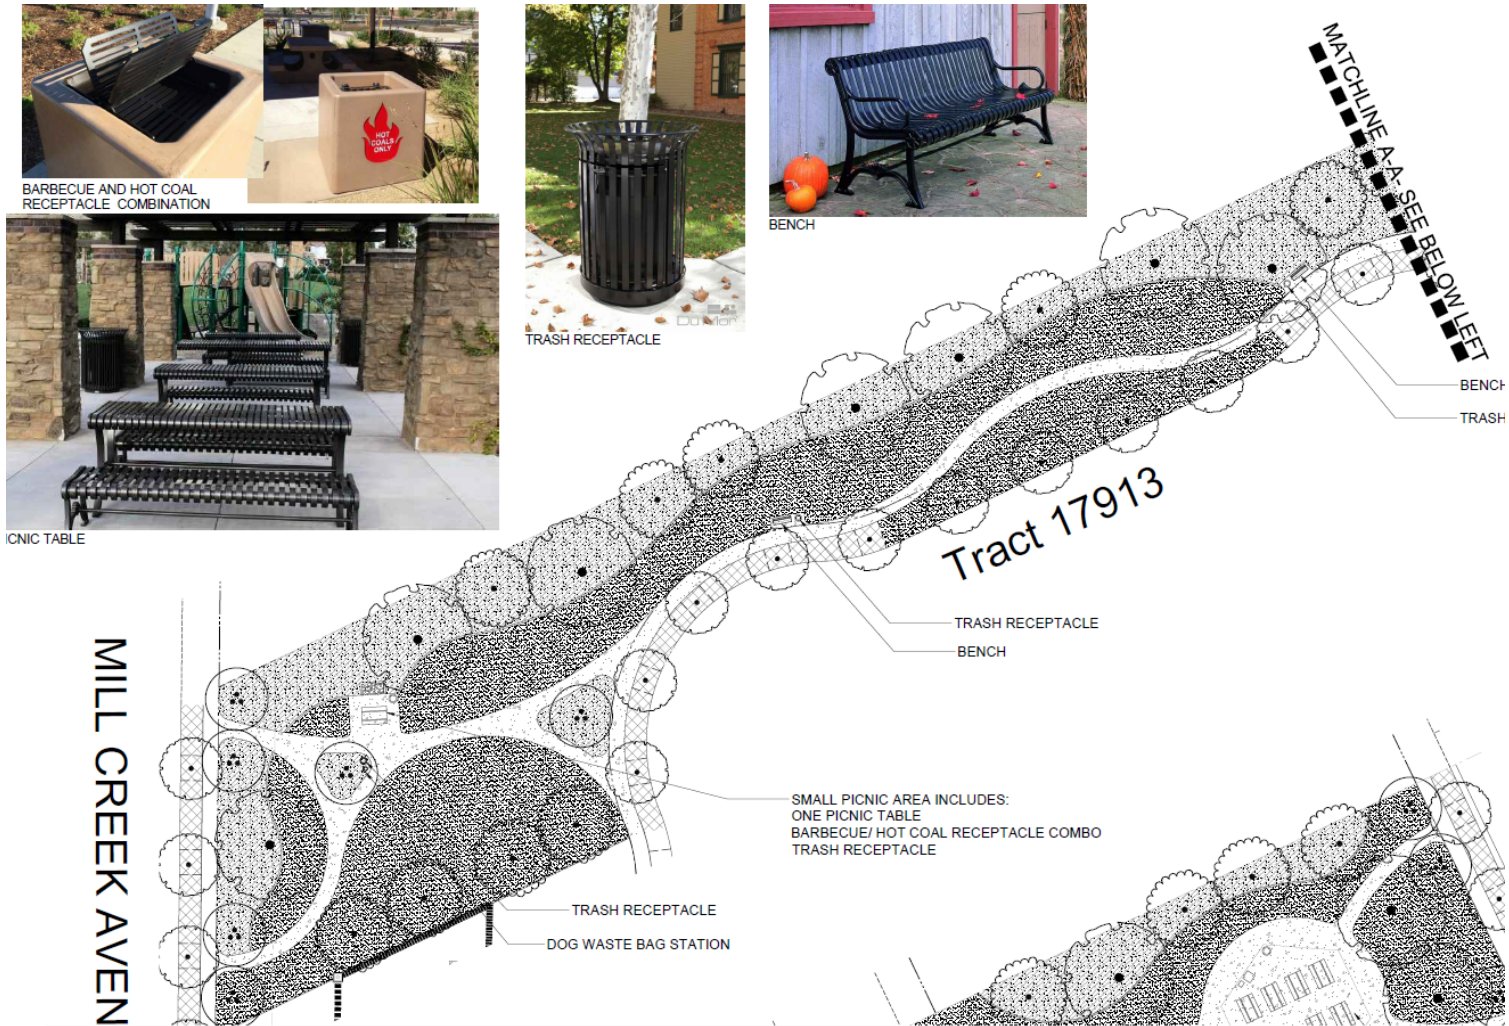 HOT
COALS
ONLY
BARBECUE AND HOT COAL
RECEPTACLE COMBINATION
TRASH RECEPTACLE
BENCH
ICNIC TABLE
MATCHLINE A-A- SEE BELOW LEFT
BENCH
TRASH
Tract 17913
TRASH RECEPTACLE
BENCH
MILL CREEK AVEN
SMALL PICNIC AREA INCLUDES:
ONE PICNIC TABLE
BARBECUE/ HOT COAL RECEPTACLE COMBO
TRASH RECEPTACLE
TRASH RECEPTACLE
DOG WASTE BAG STATION